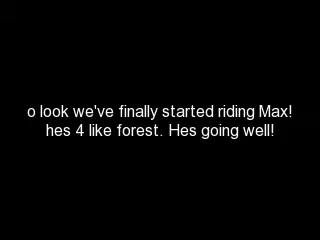 o look we've finally started riding Max!
hes 4 like forest. Hes going well!